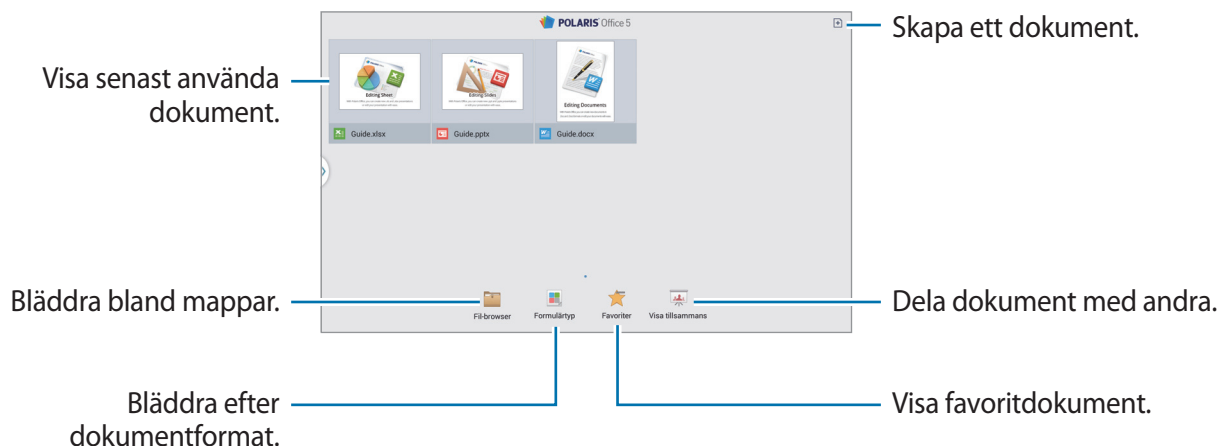 POLARIS Office 5
Skapa ett dokument.
Visa senast använda
dokument.
Editing Sheet
Editing Slides
Editing Documents
Guide.xlsx
Guide.pptx
Guide.docx
Bläddra bland mappar.
Fil-browser
Formulärtyp
Favoriter
Visa tillsammans
Dela dokument med andra.
Bläddra efter
dokumentformat.
Visa favoritdokument.